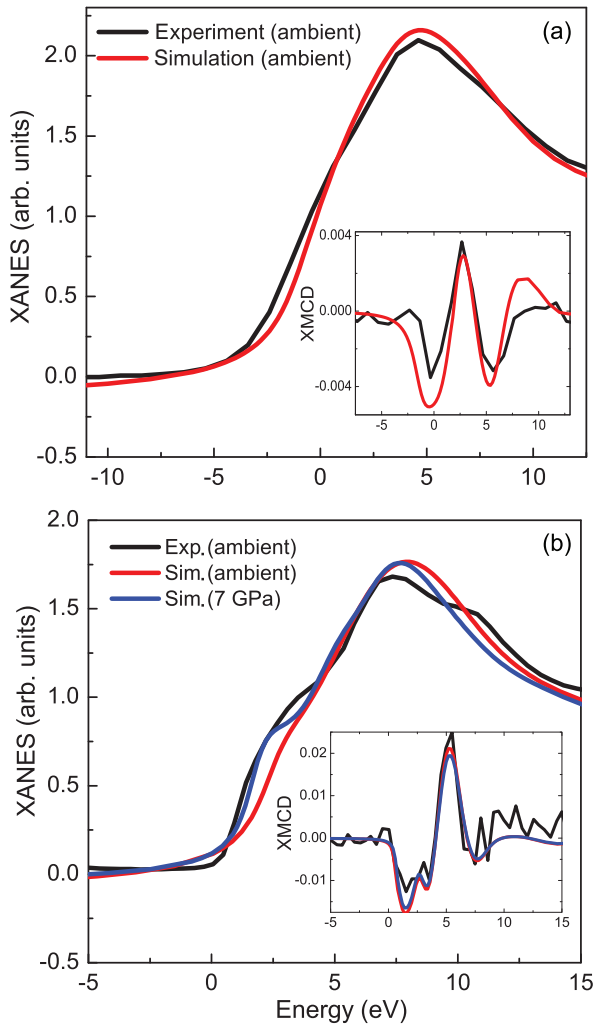 (a)
Experiment (ambient)
Simulation (ambient)
XANES (arb. units)
2.0
1.5
1.0
0.5
0.0
-0.5
-10 -5 0 5 10
XMCD
0.004
0.000
-0.004
-5 0 5 10
(b)
Exp. (ambient)
Sim. (ambient)
Sim. (7 GPa)
XANES (arb. units)
2.0
1.5
1.0
0.5
0.0
-0.5
-5 0 5 10 15
Energy (eV)
XMCD
0.02
0.01
0.00
-0.01
-5 0 5 10 15